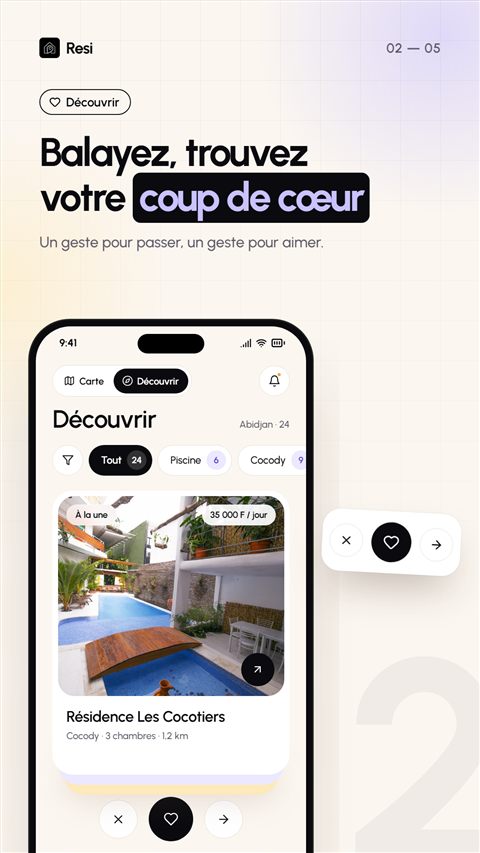 Resi
02 — 05
Découvrir
Balayez, trouvez
votre coup de cœur
Un geste pour passer, un geste pour aimer.
9:41
Carte
Découvrir
Découvrir
Abidjan · 24
Tout 24
Piscine 6
Cocody 9
À la une
35 000 F / jour
Résidence Les Cocotiers
Cocody · 3 chambres · 1.2 km
2